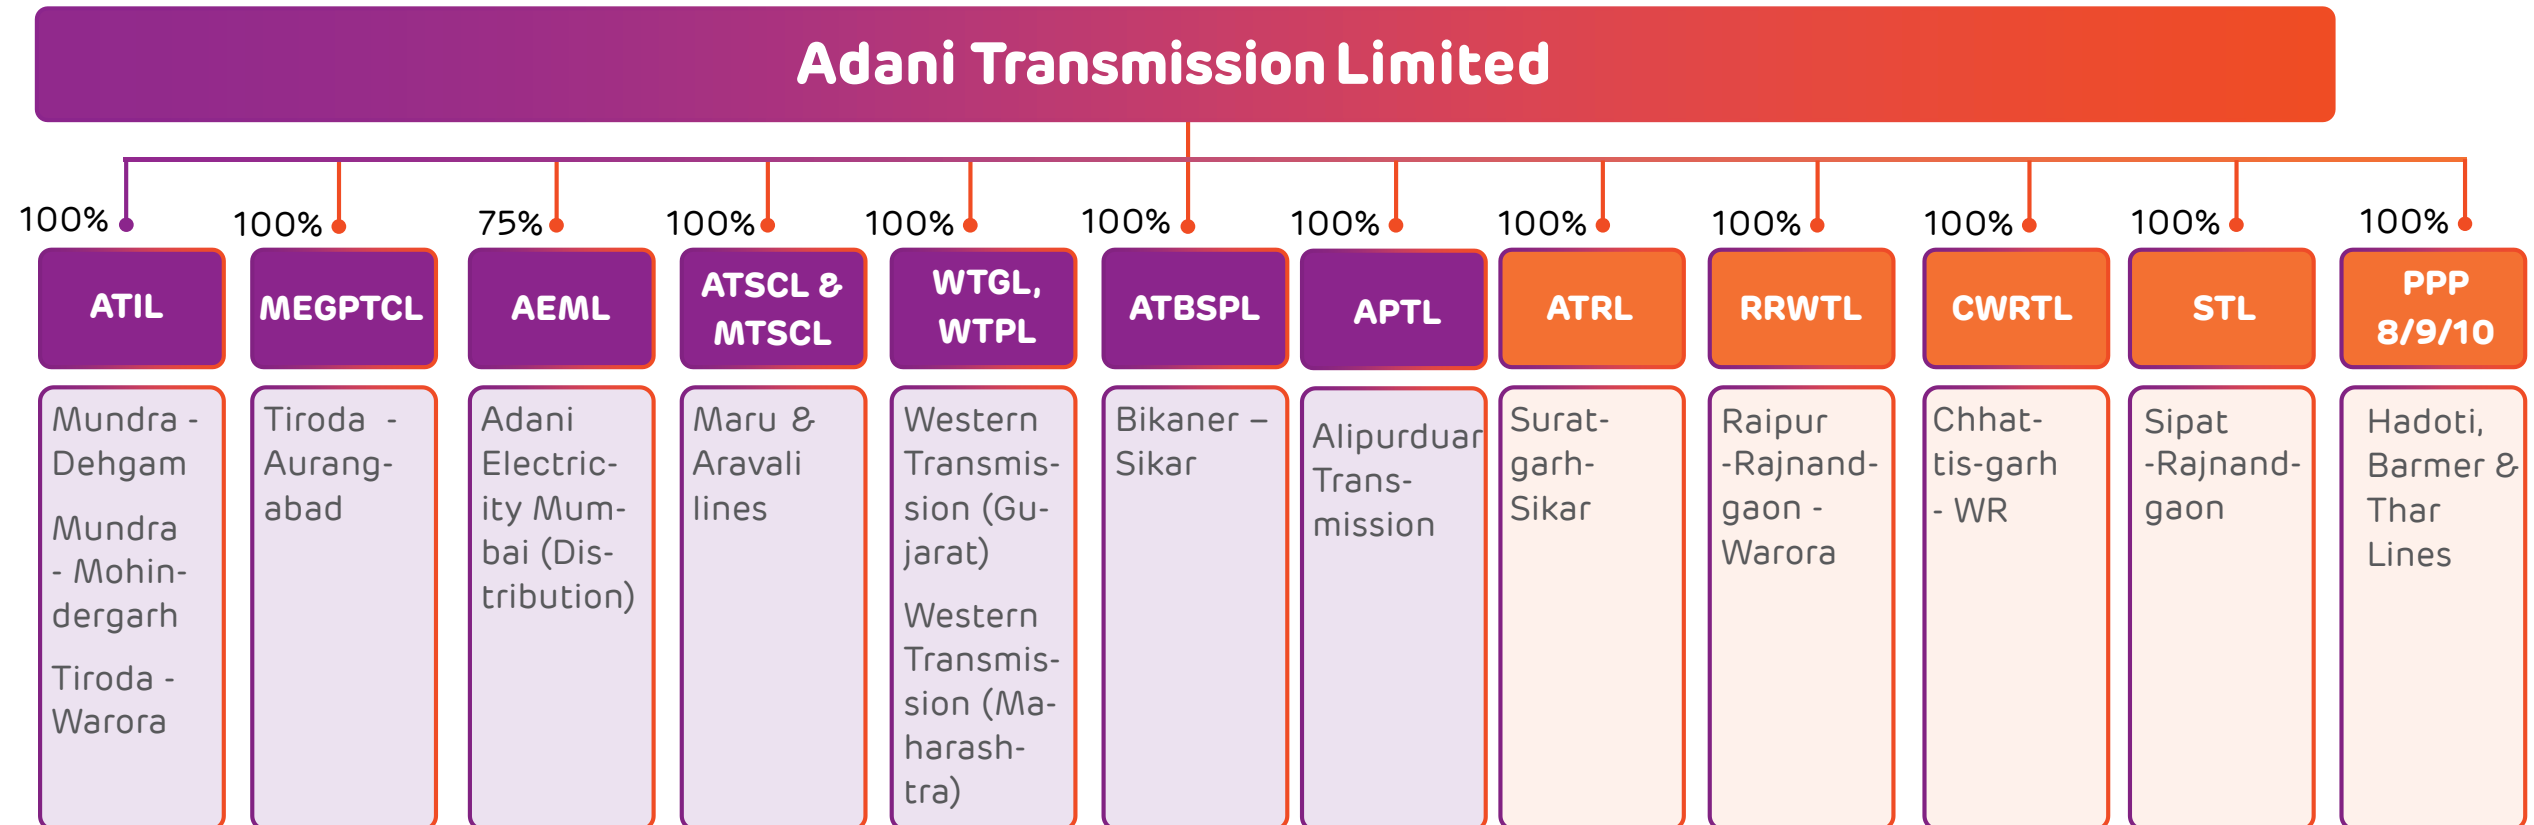 Adani Transmission Limited
100%
100%
75%
100%
100%
100%
100%
100%
100%
100%
100%
100%
ATIL
MEGPTCL
AEML
ATSCL &
MTSCL
WTGL,
WTPL
ATBSPL
APTL
ATRL
RRWTL
CWRTL
STL
PPP
8/9/10
Mundra -
Dehgam
Mundra
- Mohin-
dergarh
Tiroda -
Warora
Tiroda -
Aurang-
abad
Adani
Electric-
ity Mum-
bai (Dis-
tribution)
Maru &
Aravali
lines
Western
Transmis-
sion (Gu-
jarat)
Western
Transmis-
sion (Ma-
harash-
tra)
Bikaner –
Sikar
Alipurduar
Trans-
mission
Surat-
garh-
Sikar
Raipur
-Rajnand-
gaon -
Warora
Chhat-
tis-garh
- WR
Sipat
-Rajnand-
gaon
Hadoti,
Barmer &
Thar
Lines